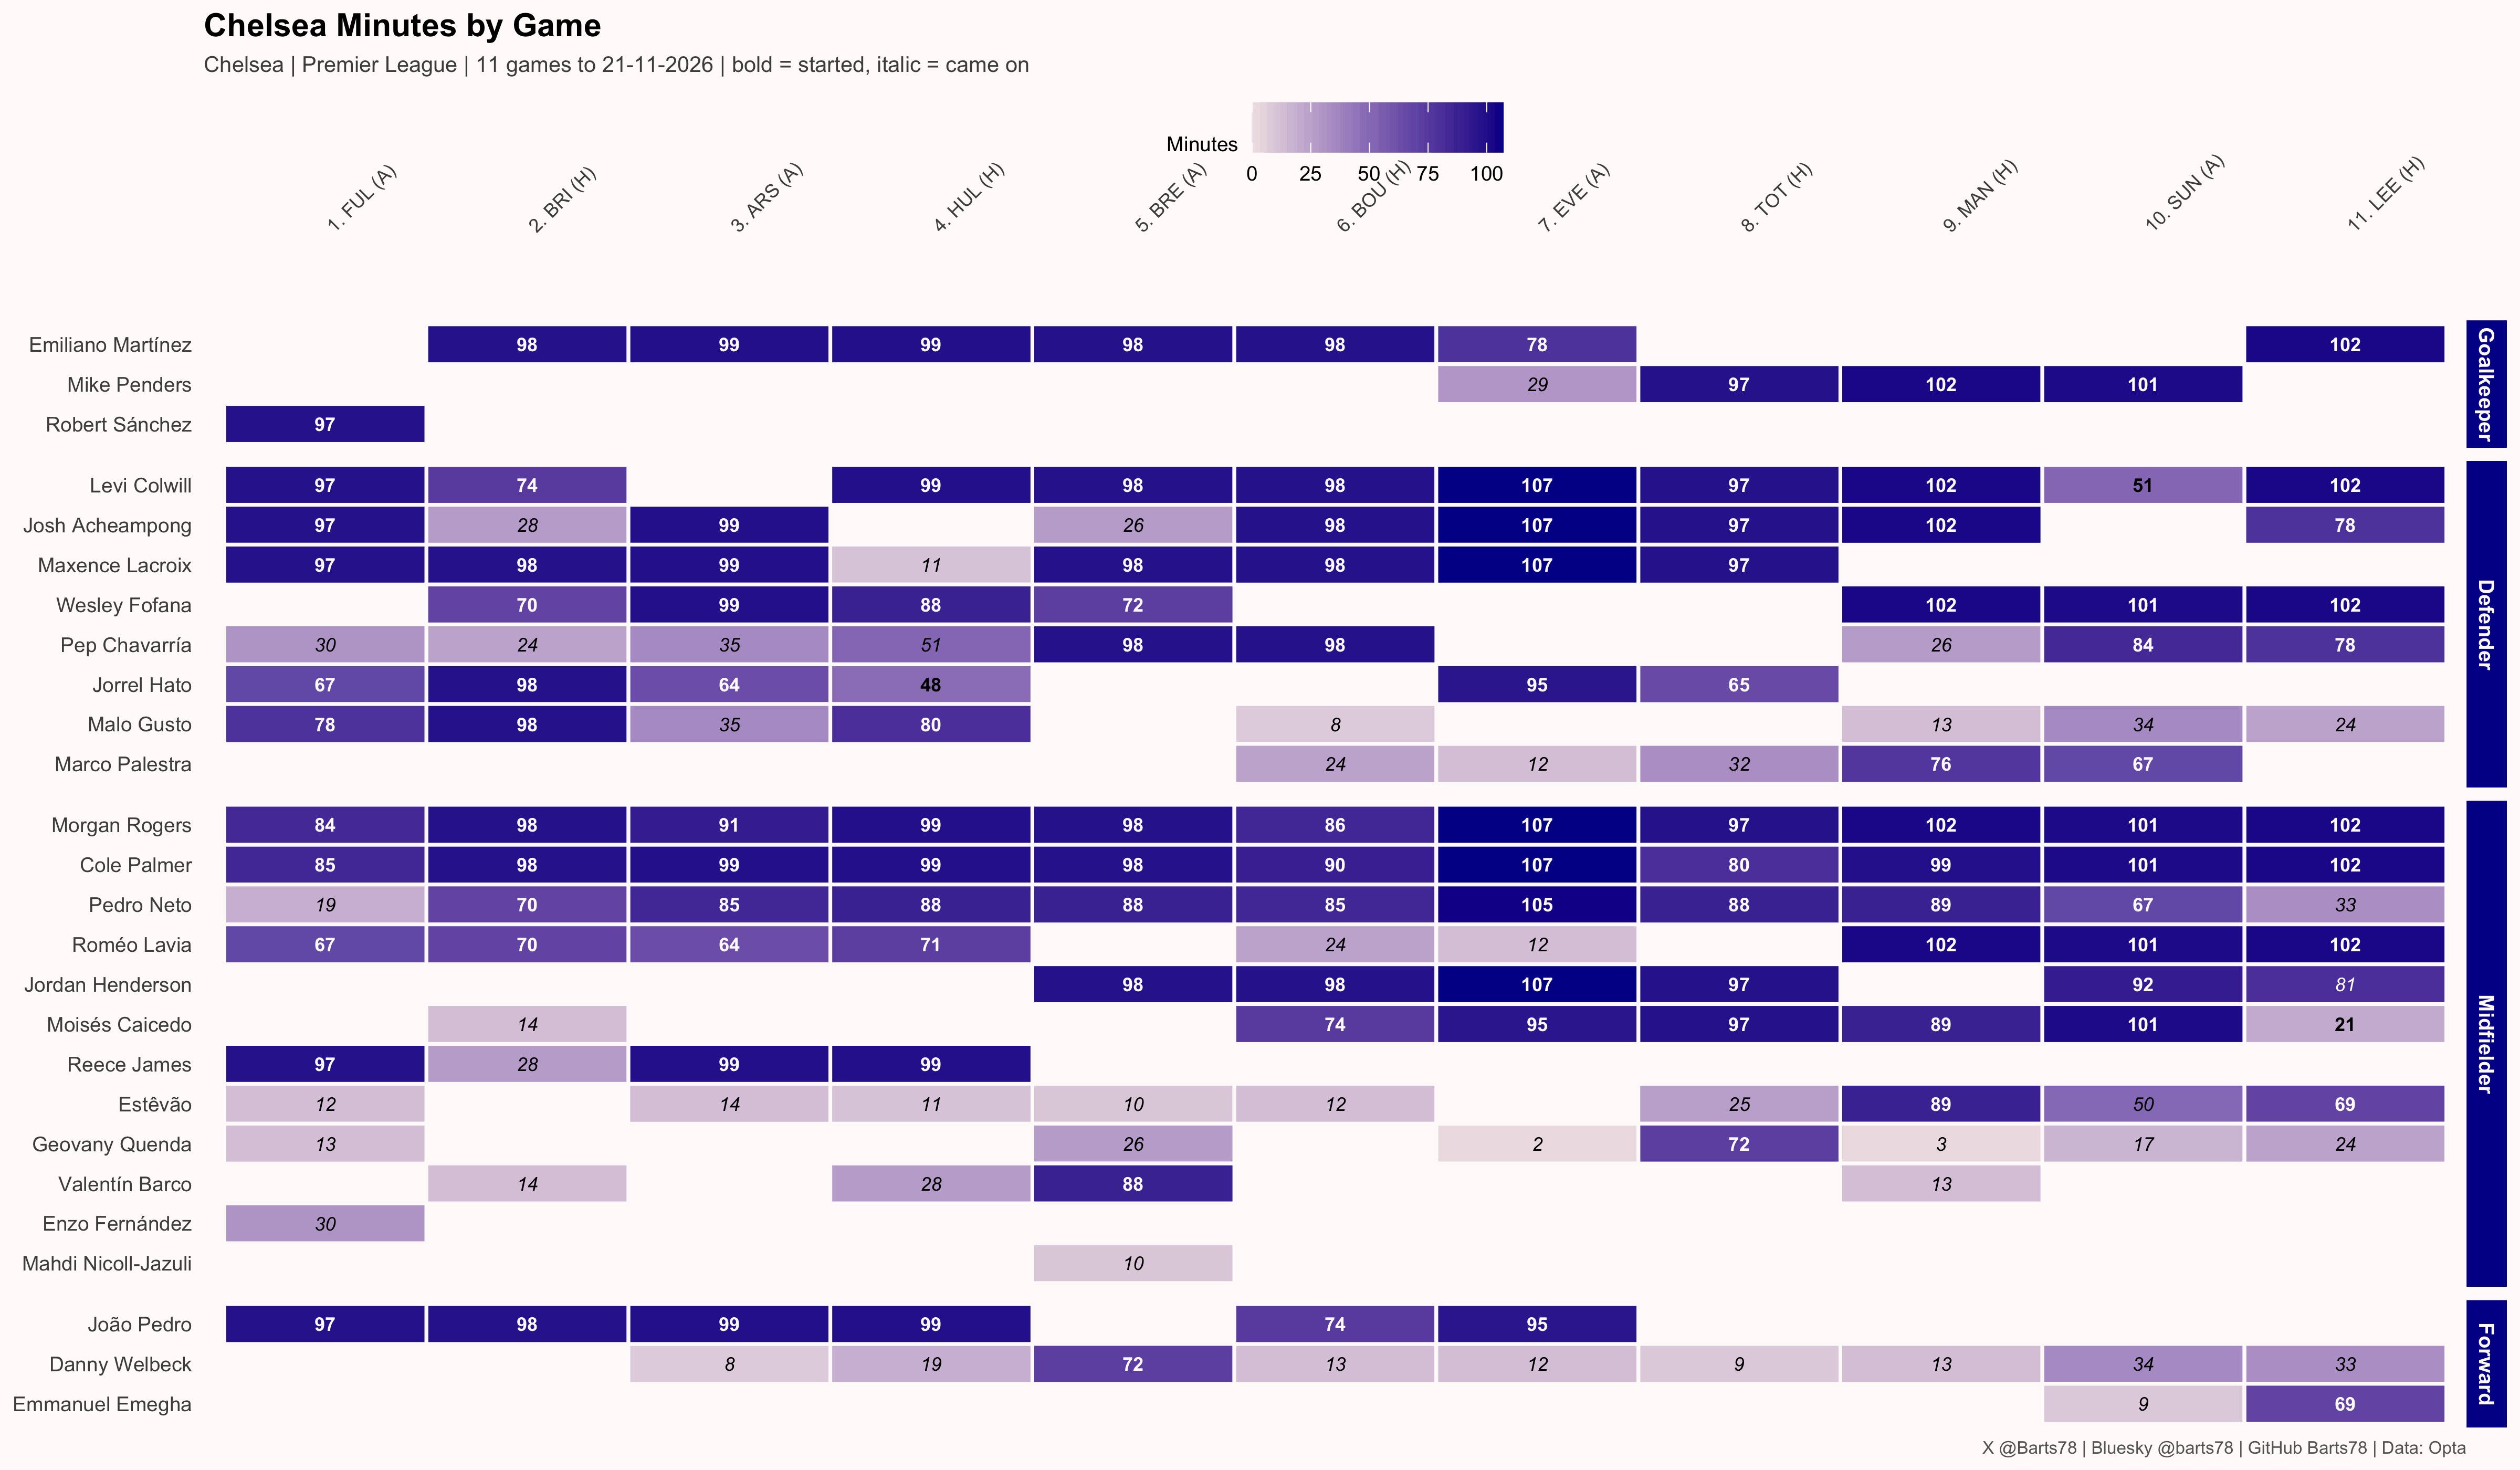 Chelsea Minutes by Game
Chelsea | Premier League | 11 games to 21-11-2026 | bold = started, italic = came on
Minutes
0 25 50 75 100
1. FUL (A) 2. BRI (H) 3. ARS (A) 4. HUL (H) 5. BRE (A) 6. BOU (H) 7. EVE (A) 8. TOT (H) 9. MAN (H) 10. SUN (A) 11. LEE (H)
Goalkeeper
Emiliano Martínez 98 99 99 98 98 78 102
Mike Penders 29 97 102 101
Robert Sánchez 97
Defender
Levi Colwill 97 74 99 98 98 107 97 102 51 102
Josh Acheampong 97 28 99 26 98 107 97 102 78
Maxence Lacroix 97 98 99 11 98 98 107 97
Wesley Fofana 70 99 88 72 102 101 102
Pep Chavarría 30 24 35 51 98 98 26 84 78
Jorrel Hato 67 98 64 48 95 65
Malo Gusto 78 98 35 80 8 13 34 24
Marco Palestra 24 12 32 76 67
Midfielder
Morgan Rogers 84 98 91 99 98 86 107 97 102 101 102
Cole Palmer 85 98 99 99 98 90 107 80 99 101 102
Pedro Neto 19 70 85 88 88 85 105 88 89 67 33
Roméo Lavia 67 70 64 71 24 12 102 101 102
Jordan Henderson 98 98 107 97 92 81
Moisés Caicedo 14 74 95 97 89 101 21
Reece James 97 28 99 99
Estêvão 12 14 11 10 12 25 89 50 69
Geovany Quenda 13 26 2 72 3 17 24
Valentín Barco 14 28 88 13
Enzo Fernández 30
Mahdi Nicoll-Jazuli 10
Forward
João Pedro 97 98 99 99 74 95
Danny Welbeck 8 19 72 13 12 9 13 34 33
Emmanuel Emegha 9 69
X @Barts78 | Bluesky @barts78 | GitHub Barts78 | Data: Opta